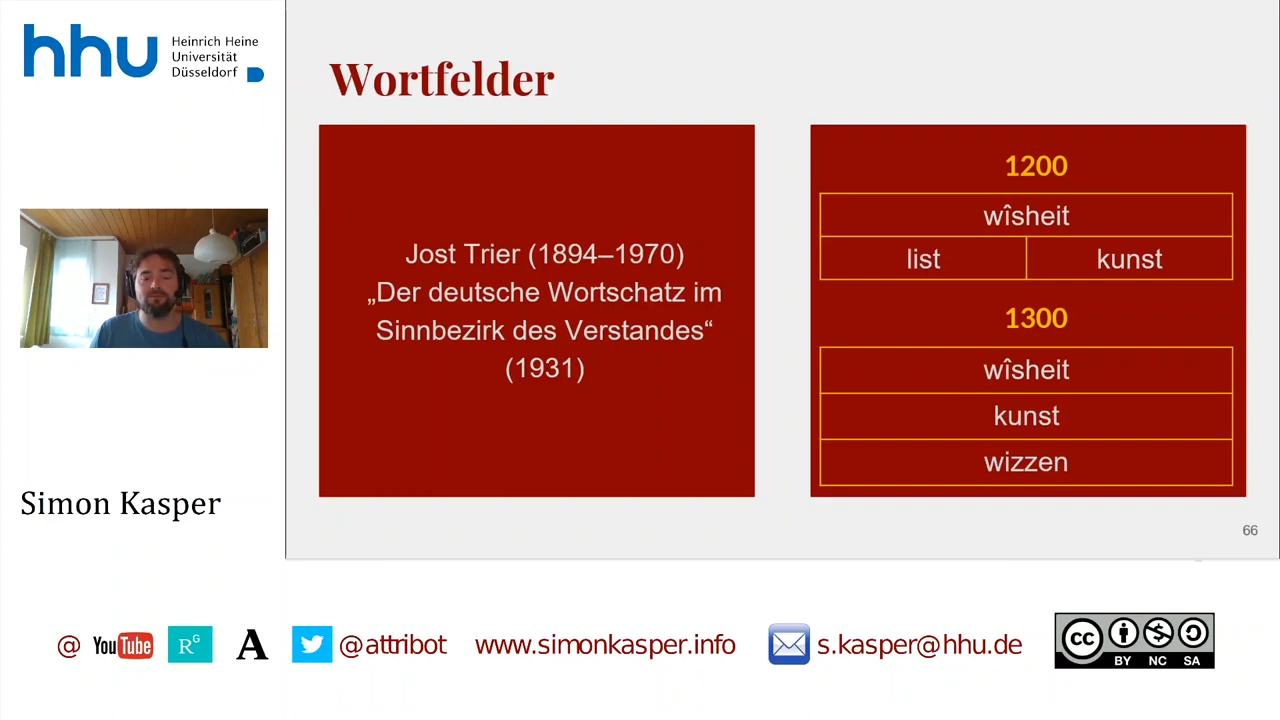 hhu
Heinrich Heine
Universität
Düsseldorf
Simon Kasper
Wortfelder
Jost Trier (1894–1970)
„Der deutsche Wortschatz im
Sinnbezirk des Verstandes“
(1931)
1200
wîsheit
list kunst
1300
wîsheit
kunst
wizzen
66
@ YouTube RG A @attribot www.simonkasper.info s.kasper@hhu.de cc
BY NC SA